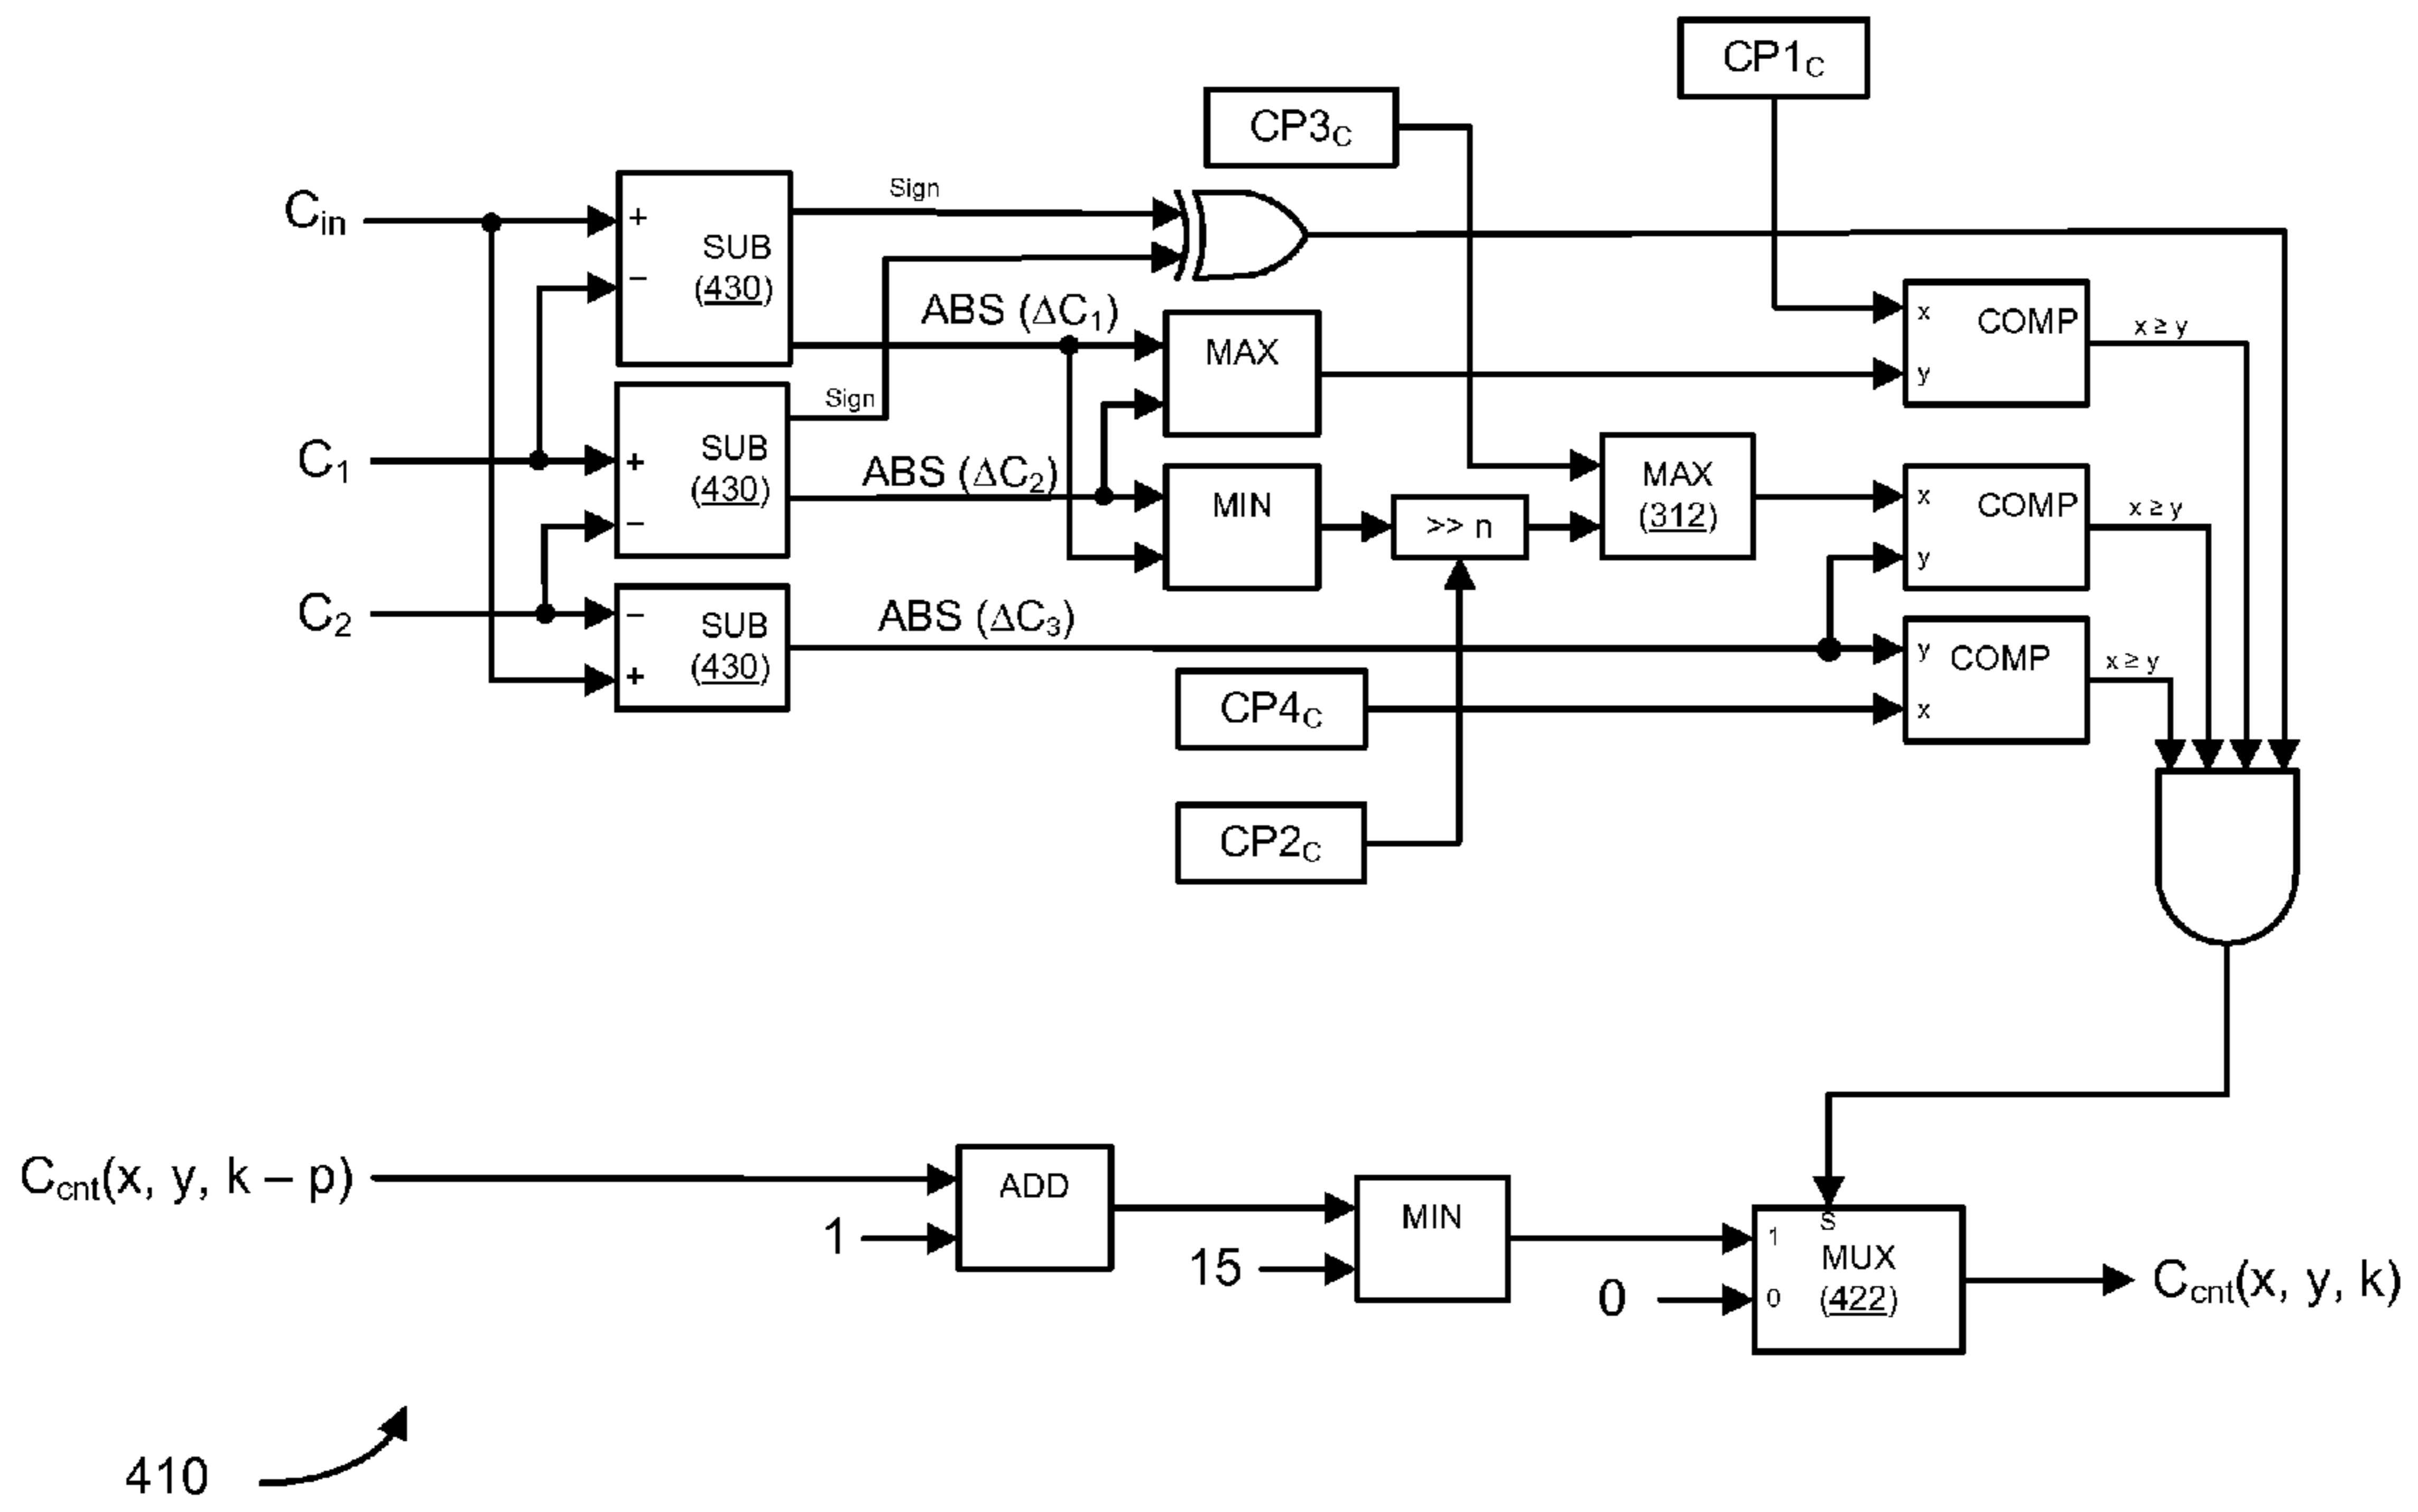 CP1C
CP3C
Cin
+
−
SUB
(430)
Sign
ABS (ΔC1)
MAX
x
y
COMP
x ≥ y
C1
+
−
SUB
(430)
Sign
ABS (ΔC2)
MIN
>> n
MAX
(312)
x
y
COMP
x ≥ y
C2
−
+
SUB
(430)
ABS (ΔC3)
y
x
COMP
x ≥ y
CP4C
CP2C
Ccnt(x, y, k – p)
1
ADD
15
MIN
0
1
0
S
MUX
(422)
Ccnt(x, y, k)
410